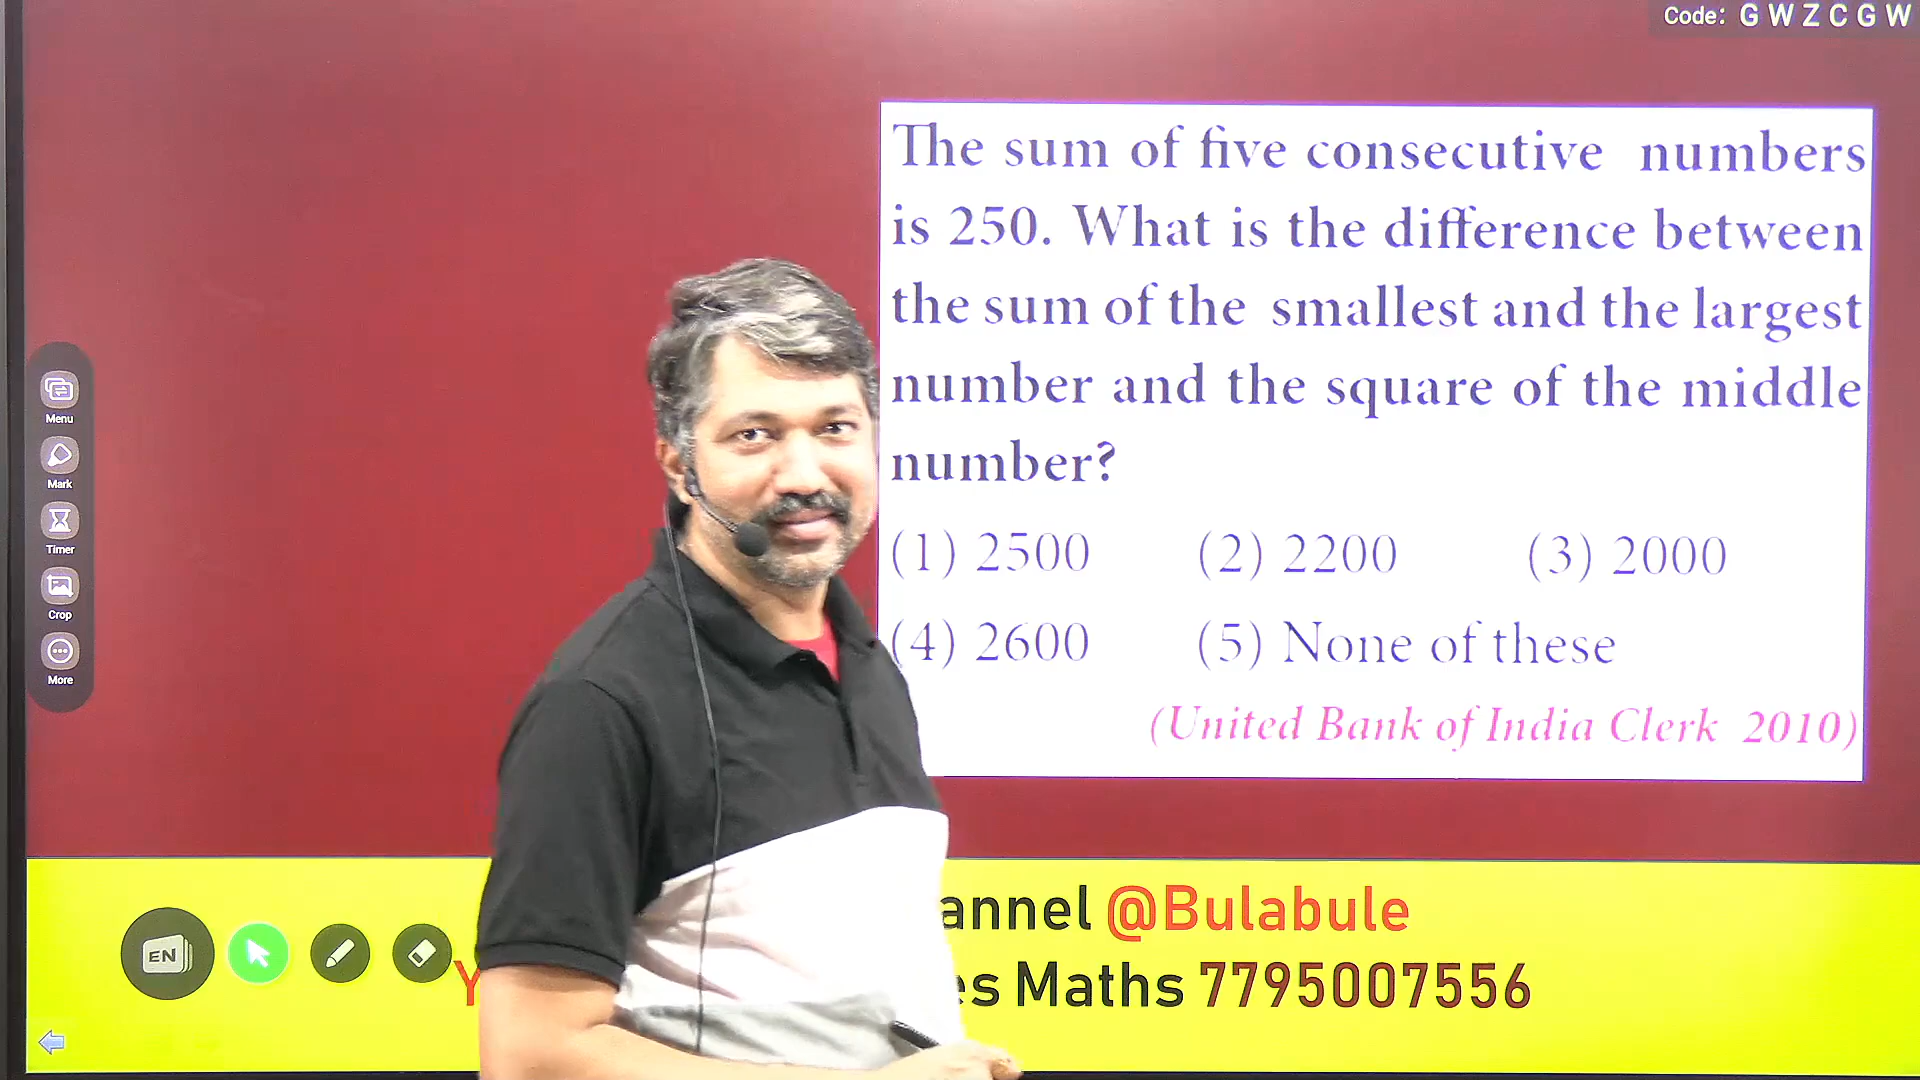 Code: G W Z C G W
The sum of five consecutive numbers
is 250. What is the difference between
the sum of the smallest and the largest
number and the square of the middle
number?
(1) 2500 (2) 2200 (3) 2000
(4) 2600 (5) None of these
(United Bank of India Clerk 2010)
Menu
Mark
Timer
Crop
More
EN
@Bulabule
Maths 7795007556